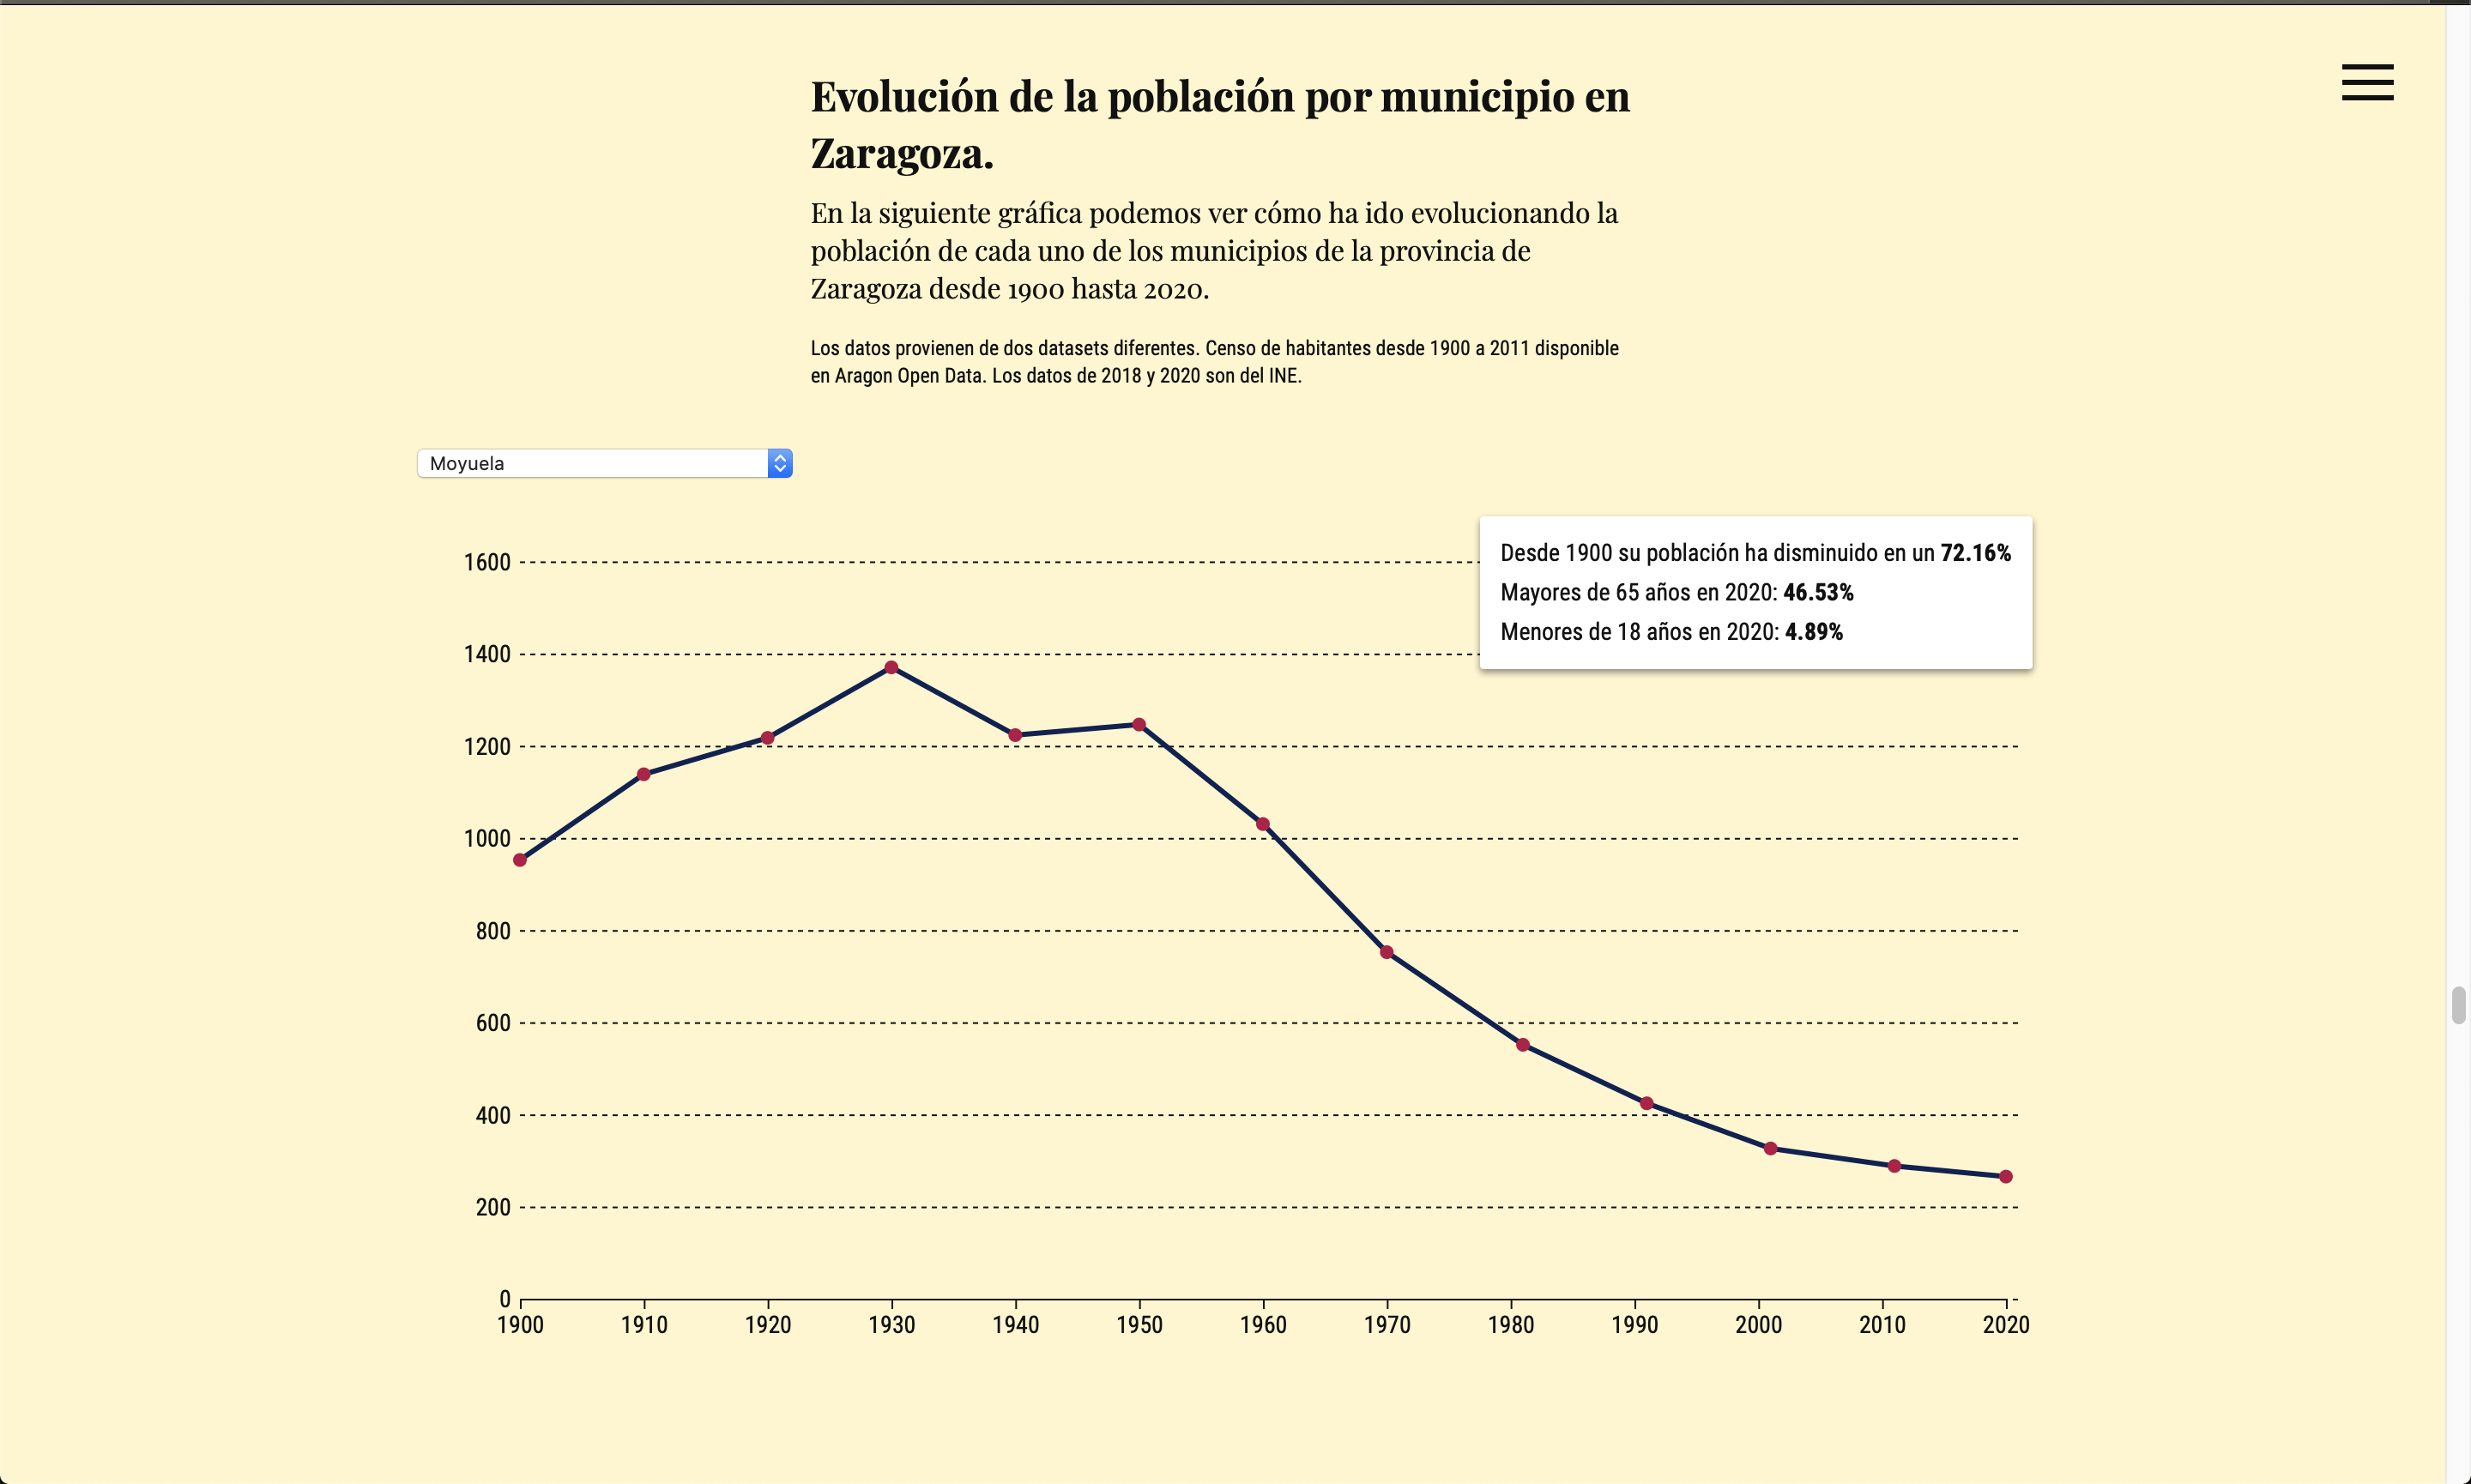 Evolución de la población por municipio en
Zaragoza.
En la siguiente gráfica podemos ver cómo ha ido evolucionando la
población de cada uno de los municipios de la provincia de
Zaragoza desde 1900 hasta 2020.
Los datos provienen de dos datasets diferentes. Censo de habitantes desde 1900 a 2011 disponible
en Aragon Open Data. Los datos de 2018 y 2020 son del INE.
Moyuela
Desde 1900 su población ha disminuido en un 72.16%
Mayores de 65 años en 2020: 46.53%
Menores de 18 años en 2020: 4.89%
1600
1400
1200
1000
800
600
400
200
0
1900 1910 1920 1930 1940 1950 1960 1970 1980 1990 2000 2010 2020